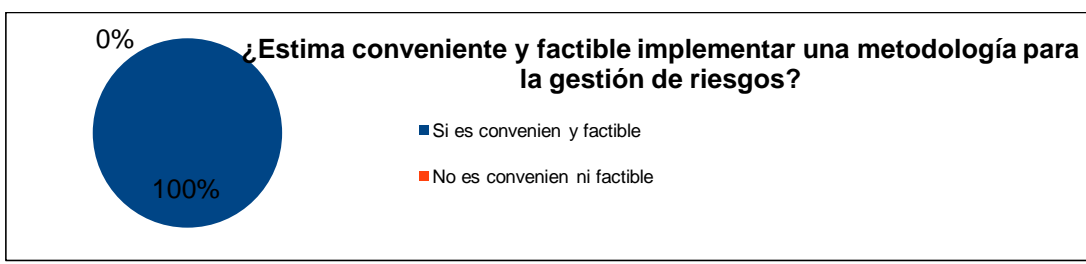 0%
¿Estima conveniente y factible implementar una metodología para
la gestión de riesgos?
Si es convenien y factible
100%
No es convenien ni factible